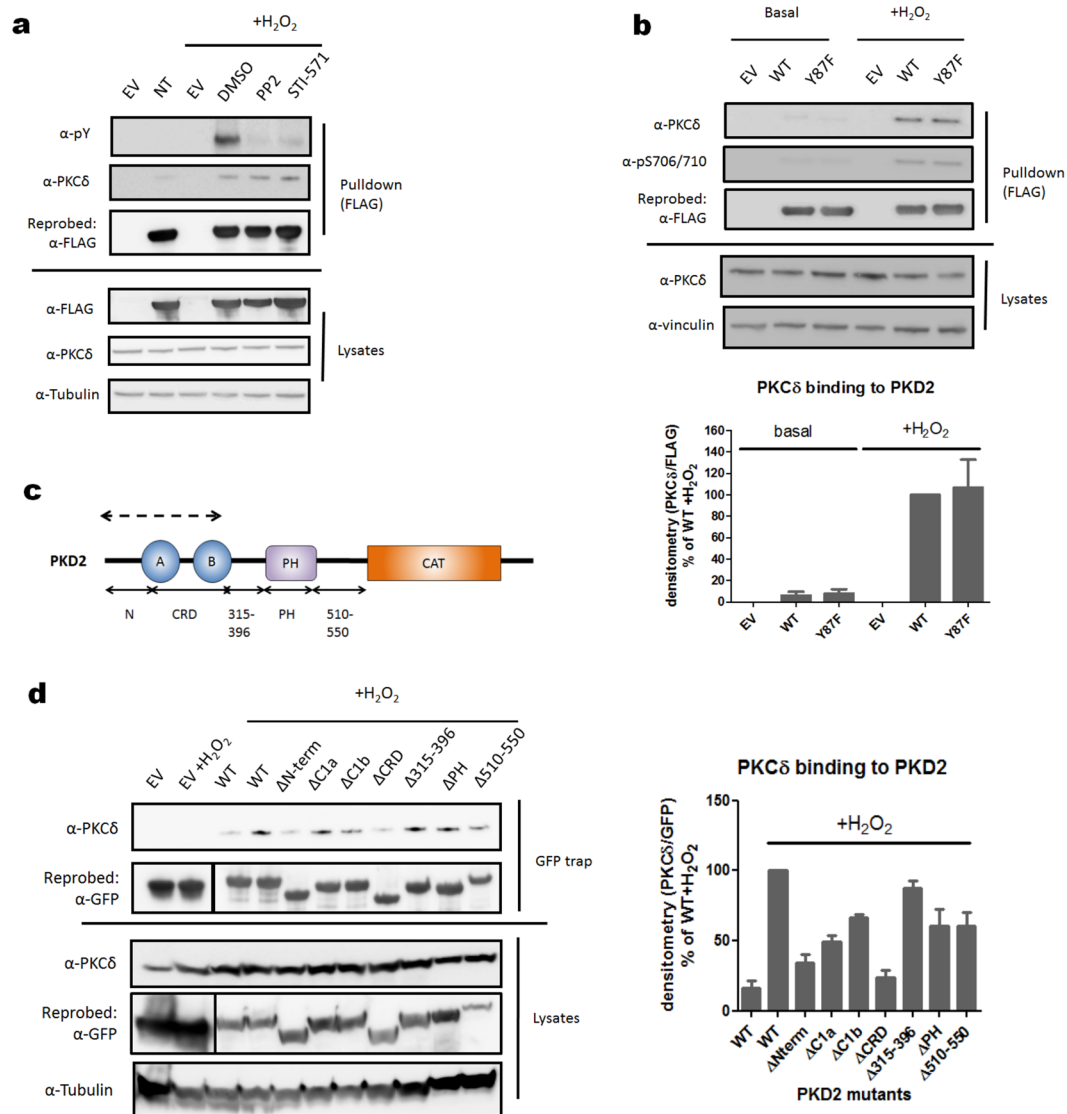 a
+H2O2
EV NT EV DMSO PP2 STI-571
α-pY
α-PKCδ
Reprobed:
α-FLAG
Pulldown
(FLAG)
α-FLAG
α-PKCδ
α-Tubulin
Lysates
b
Basal +H2O2
EV WT Y87F EV WT Y87F
α-PKCδ
α-pS706/710
Reprobed:
α-FLAG
Pulldown
(FLAG)
α-PKCδ
α-vinculin
Lysates
PKCδ binding to PKD2
densitometry (PKCδ/FLAG)
% of WT +H2O2
160
140
120
100
80
60
40
20
0
basal +H2O2
EV WT Y87F EV WT Y87F
c
PKD2 A B PH CAT
N CRD 315- PH 510-
396 550
d
+H2O2
EV EV +H2O2 WT WT ΔN-term ΔC1a ΔC1b ΔCRD Δ315-396 ΔPH Δ510-550
α-PKCδ
Reprobed:
α-GFP
GFP trap
α-PKCδ
Reprobed:
α-GFP
α-Tubulin
Lysates
PKCδ binding to PKD2
densitometry (PKCδ/GFP)
% of WT+H2O2
150
100
50
0
+H2O2
WT WT ΔNterm ΔC1a ΔC1b ΔCRD Δ315-396 ΔPH Δ510-550
PKD2 mutants